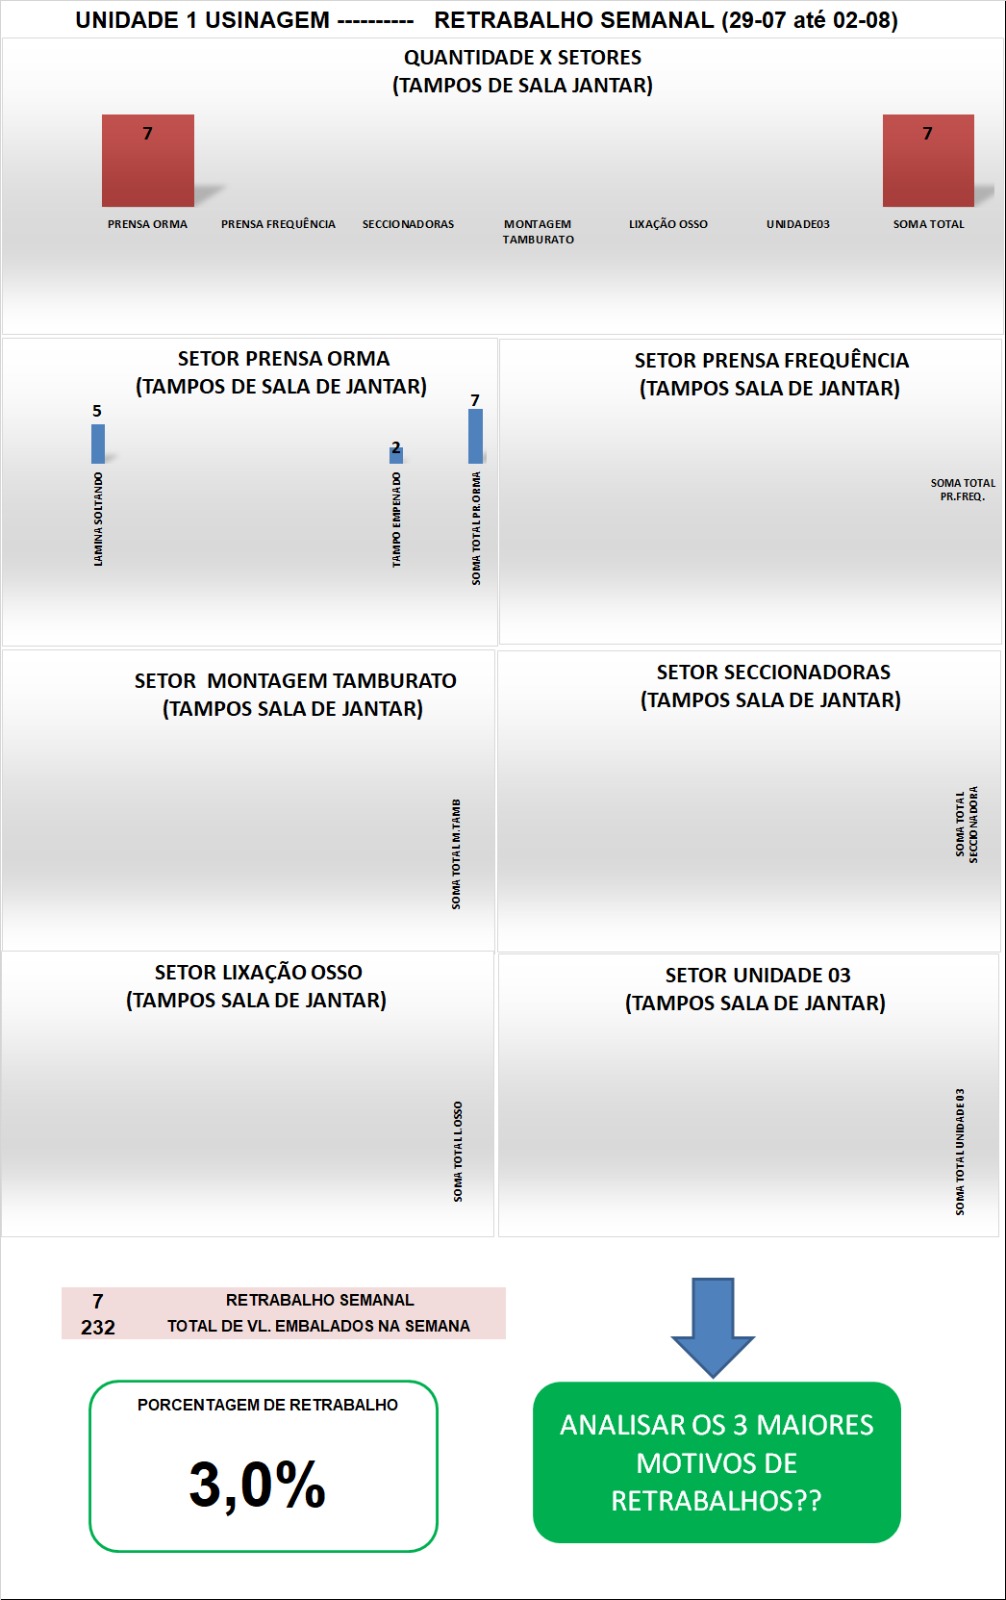 UNIDADE 1 USINAGEM ---------- RETRABALHO SEMANAL (29-07 até 02-08)
QUANTIDADE X SETORES
(TAMPOS DE SALA JANTAR)
7
7
PRENSA ORMA
PRENSA FREQUÊNCIA
SECCIONADORAS
MONTAGEM
TAMBURATO
LIXAÇÃO OSSO
UNIDADE03
SOMA TOTAL
SETOR PRENSA ORMA
(TAMPOS DE SALA DE JANTAR)
5
2
7
LAMINA SOLTANDO
TAMPO EMPENADO
SOMA TOTAL PR.ORMA
SETOR PRENSA FREQUÊNCIA
(TAMPOS SALA DE JANTAR)
SOMA TOTAL
PR.FREQ.
SETOR MONTAGEM TAMBURATO
(TAMPOS SALA DE JANTAR)
SOMA TOTAL M.TAMB
SETOR SECCIONADORAS
(TAMPOS SALA DE JANTAR)
SOMA TOTAL
SECCIONADORA
SETOR LIXAÇÃO OSSO
(TAMPOS SALA DE JANTAR)
SOMA TOTAL L.OSSO
SETOR UNIDADE 03
(TAMPOS SALA DE JANTAR)
SOMA TOTAL UNIDADE 03
7 RETRABALHO SEMANAL
232 TOTAL DE VL. EMBALADOS NA SEMANA
PORCENTAGEM DE RETRABALHO
3,0%
ANALISAR OS 3 MAIORES
MOTIVOS DE
RETRABALHOS??